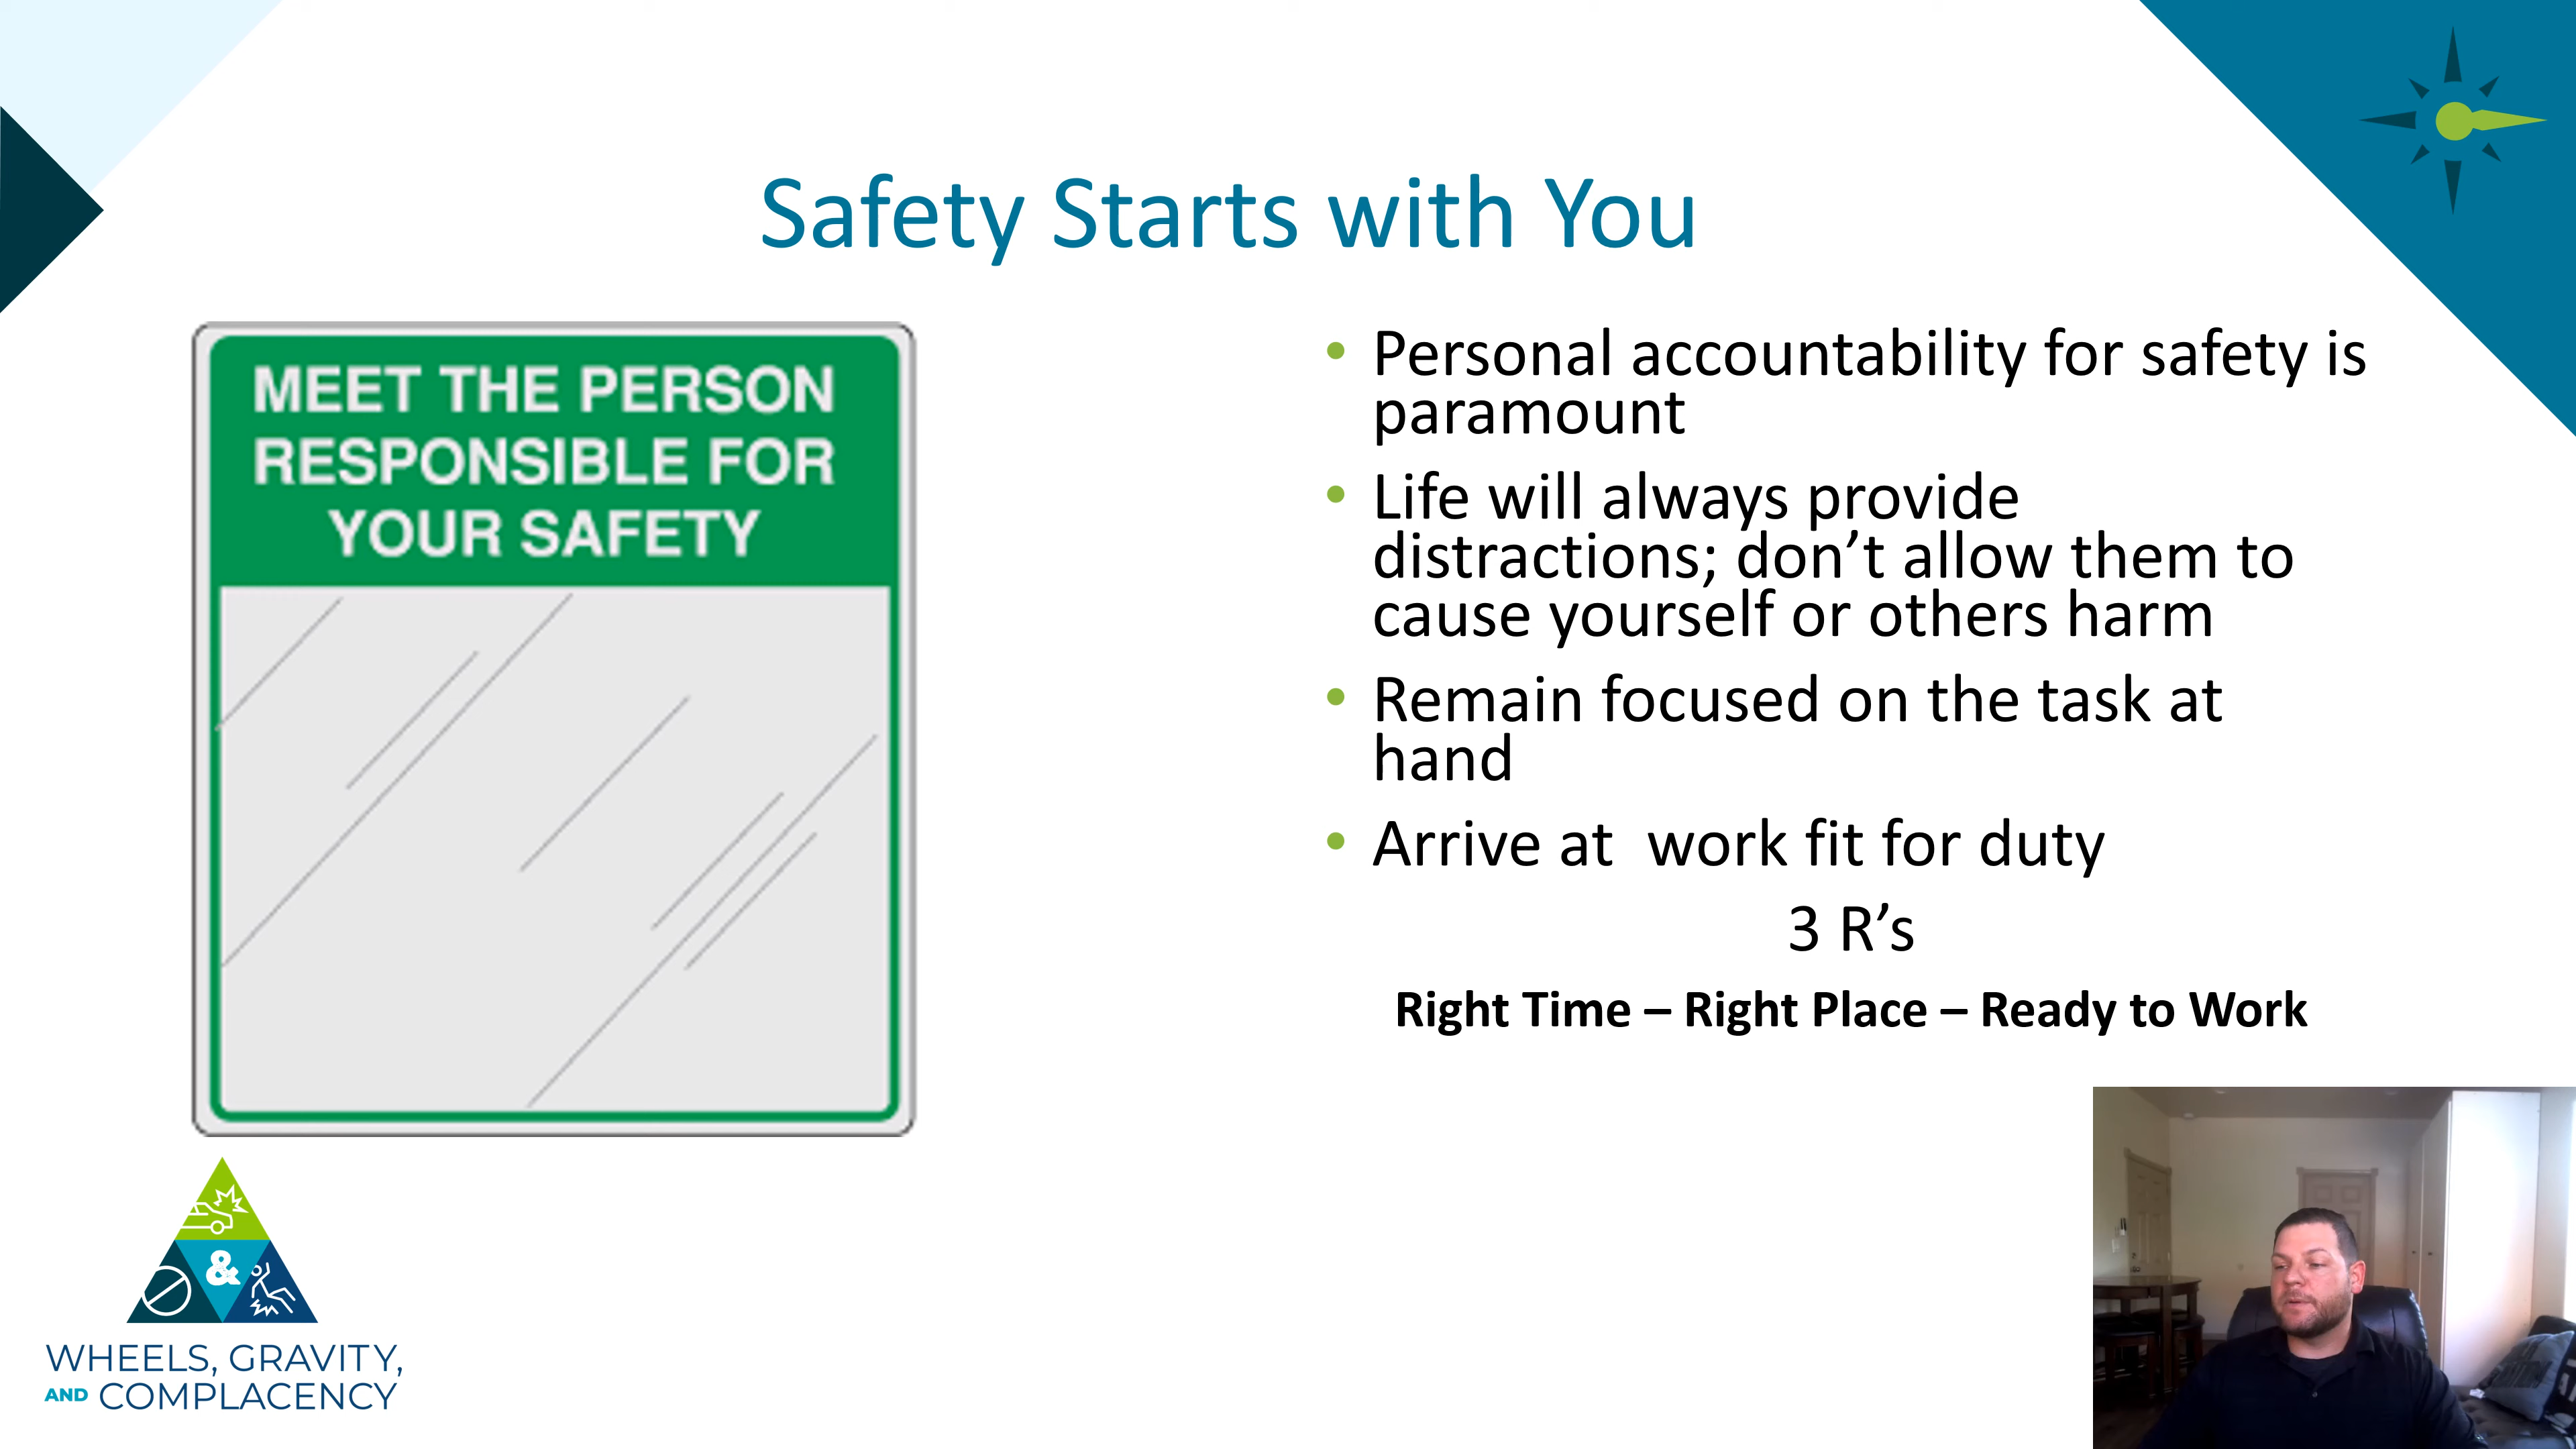 Safety Starts with You
MEET THE PERSON
RESPONSIBLE FOR
YOUR SAFETY
• Personal accountability for safety is
paramount
• Life will always provide
distractions; don’t allow them to
cause yourself or others harm
• Remain focused on the task at
hand
• Arrive at  work fit for duty
3 R’s
Right Time – Right Place – Ready to Work
&
WHEELS, GRAVITY,
AND COMPLACENCY